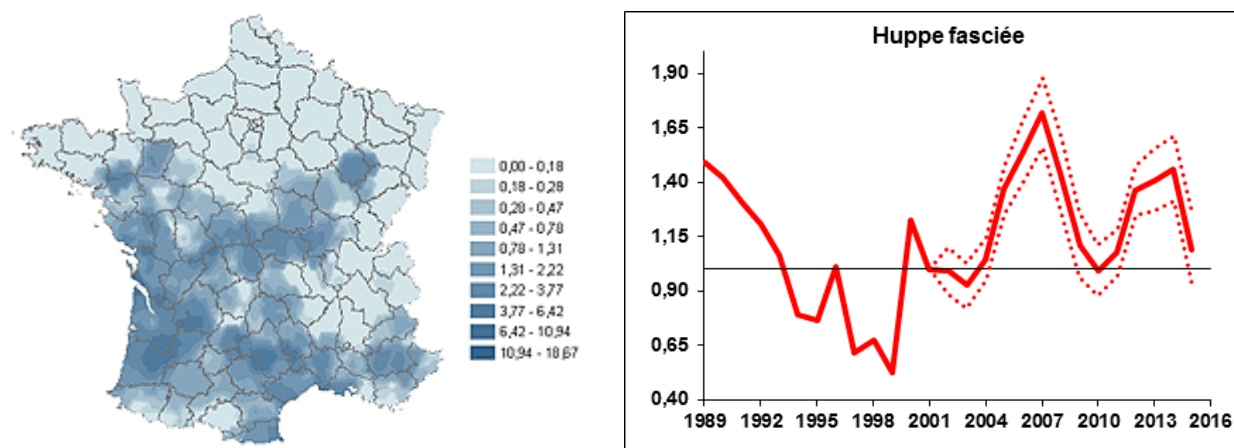 0,00 - 0,18
0,18 - 0,28
0,28 - 0,47
0,47 - 0,78
0,78 - 1,31
1,31 - 2,22
2,22 - 3,77
3,77 - 6,42
6,42 - 10,94
10,94 - 18,67
Huppe fasciée
1,90
1,65
1,40
1,15
0,90
0,65
0,40
1989 1992 1995 1998 2001 2004 2007 2010 2013 2016